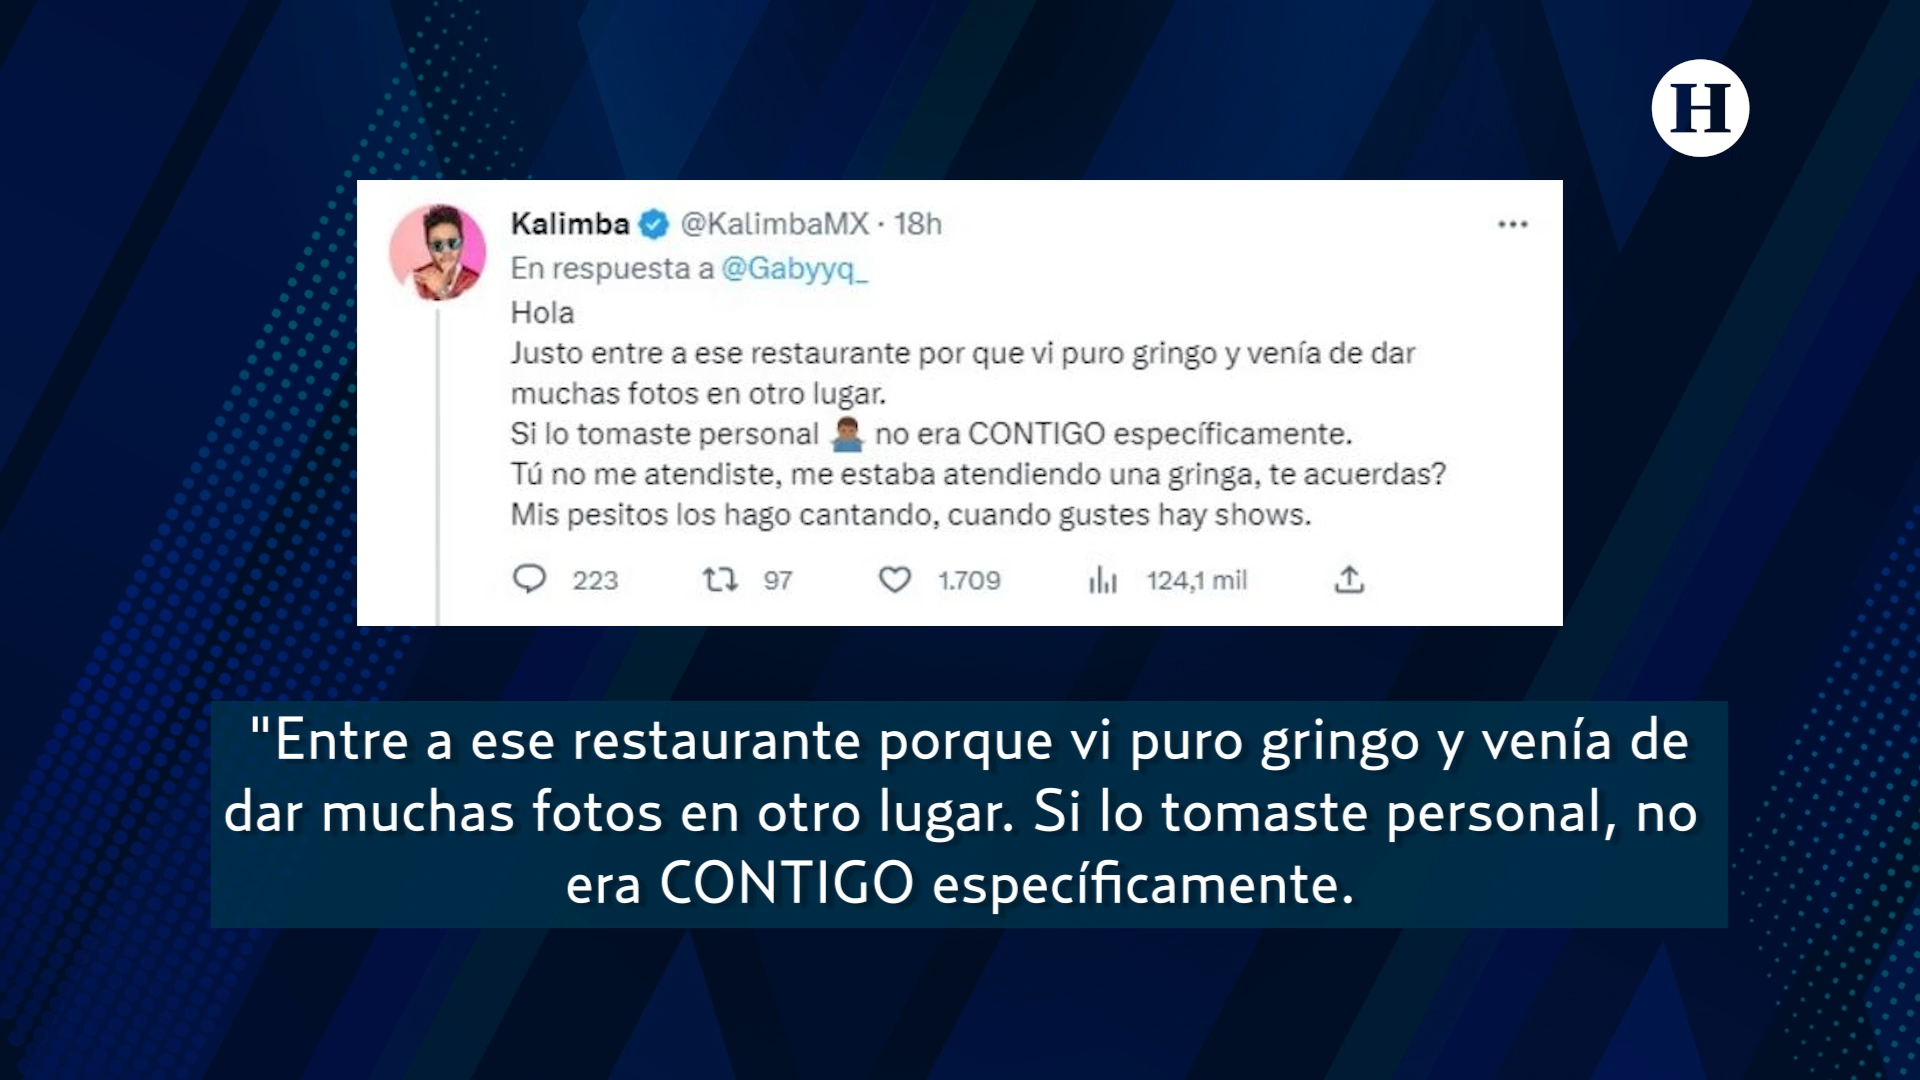 H
Kalimba @KalimbaMX · 18h
En respuesta a @Gabyyq_
Hola
Justo entre a ese restaurante por que vi puro gringo y venía de dar
muchas fotos en otro lugar.
Si lo tomaste personal 🤷🏾‍♂️ no era CONTIGO específicamente.
Tú no me atendiste, me estaba atendiendo una gringa, te acuerdas?
Mis pesitos los hago cantando, cuando gustes hay shows.
223 97 1.709 124,1 mil
"Entre a ese restaurante porque vi puro gringo y venía de
dar muchas fotos en otro lugar. Si lo tomaste personal, no
era CONTIGO específicamente.